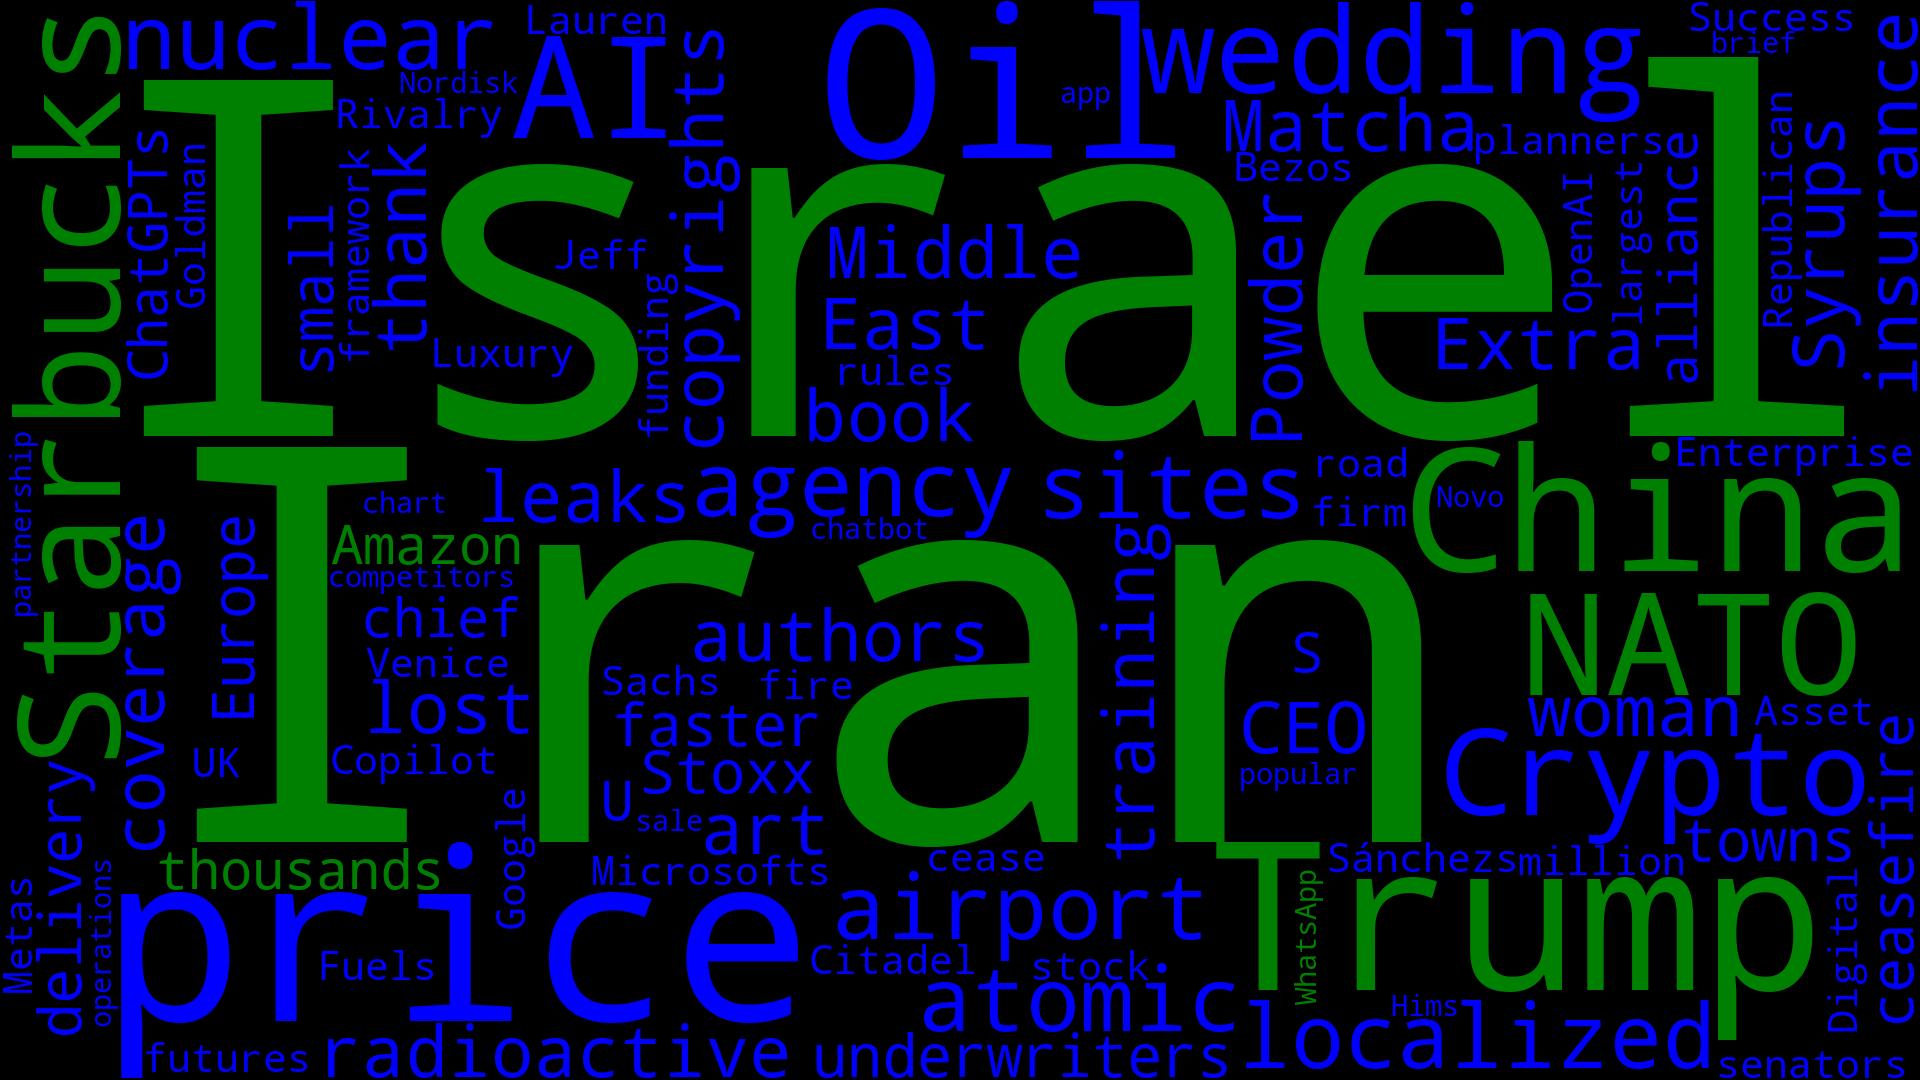 Starbucks
nuclear
Lauren
Nordisk
AI
Rivalry
copyrights
Oil
app
wedding
Success
brief
Matcha
planners
Bezos
insurance
Israel
ChatGPTs
Goldman
small
framework
thank
Jeff
Luxury
funding
Middle
East
rules
book
Powder
OpenAI
largest
alliance
Extra
Republican
Syrups
partnership
coverage
Europe
Iran
chart
leaks
agency
sites
road
firm
China
Novo
Enterprise
chatbot
Amazon
competitors
chief
Venice
lost
UK
Copilot
authors
Sachs
fire
faster
Stoxx
U
sale
art
training
S
CEO
popular
NATO
woman
Asset
Crypto
ceasefire
towns
delivery
thousands
Metas
operations
price
Fuels
Google
Microsofts
cease
airport
Citadel
stock
atomic
Trump
WhatsApp
Sánchezs
million
Digital
Hims
localized
futures
radioactive
underwriters
senators